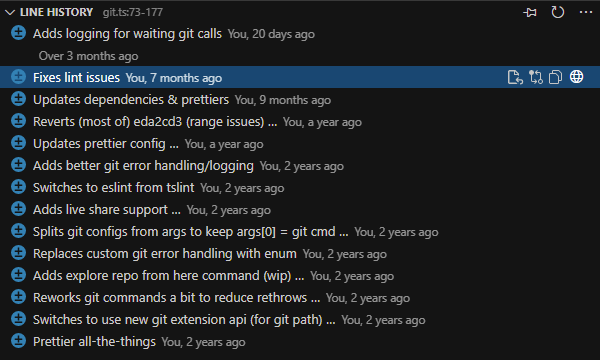 LINE HISTORY git.ts:73-177
Adds logging for waiting git calls You, 20 days ago
Over 3 months ago
Fixes lint issues You, 7 months ago
Updates dependencies & prettiers You, 9 months ago
Reverts (most of) eda2cd3 (range issues) ... You, a year ago
Updates prettier config ... You, a year ago
Adds better git error handling/logging You, 2 years ago
Switches to eslint from tslint You, 2 years ago
Adds live share support ... You, 2 years ago
Splits git configs from args to keep args[0] = git cmd ... You, 2 years ago
Replaces custom git error handling with enum You, 2 years ago
Adds explore repo from here command (wip) ... You, 2 years ago
Reworks git commands a bit to reduce rethrows ... You, 2 years ago
Switches to use new git extension api (for git path) ... You, 2 years ago
Prettier all-the-things You, 2 years ago